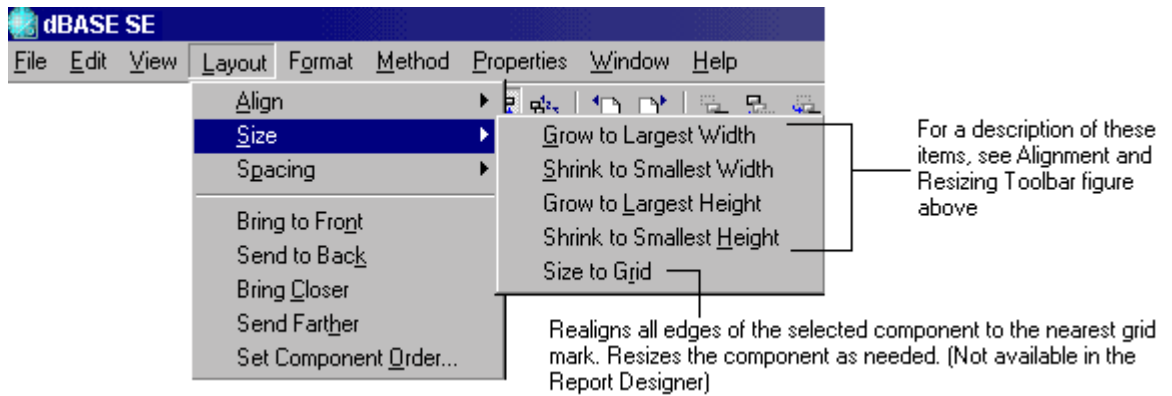 dBASE SE
File Edit View Layout Format Method Properties Window Help
Align
Size
Spacing
Bring to Front
Send to Back
Bring Closer
Send Farther
Set Component Order...
Grow to Largest Width
Shrink to Smallest Width
Grow to Largest Height
Shrink to Smallest Height
Size to Grid
For a description of these
items, see Alignment and
Resizing Toolbar figure
above
Realigns all edges of the selected component to the nearest grid
mark. Resizes the component as needed. (Not available in the
Report Designer)